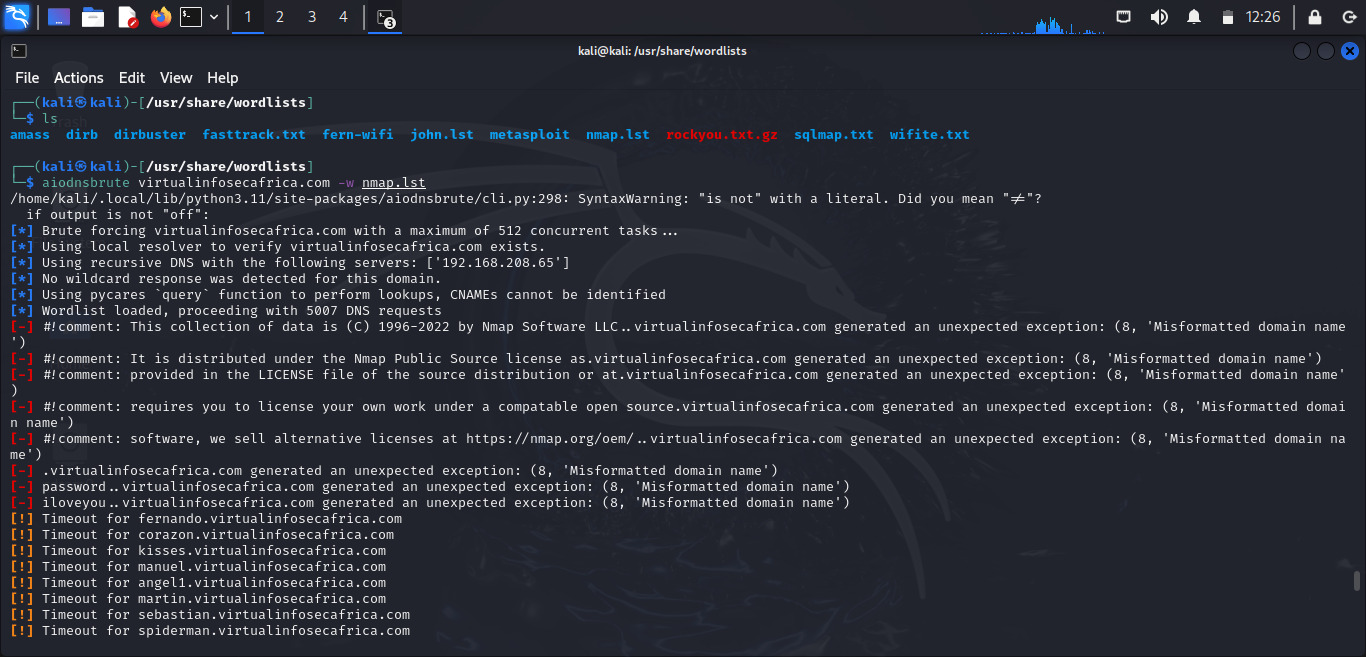 1 2 3 4 3 12:26
kali@kali: /usr/share/wordlists
File Actions Edit View Help
┌──(kali㉿kali)-[/usr/share/wordlists]
└─$ ls
amass dirb dirbuster fasttrack.txt fern-wifi john.lst metasploit nmap.lst rockyou.txt.gz sqlmap.txt wifite.txt
┌──(kali㉿kali)-[/usr/share/wordlists]
└─$ aiodnsbrute virtualinfosecafrica.com -w nmap.lst
/home/kali/.local/lib/python3.11/site-packages/aiodnsbrute/cli.py:298: SyntaxWarning: "is not" with a literal. Did you mean "≠"?
if output is not "off":
[*] Brute forcing virtualinfosecafrica.com with a maximum of 512 concurrent tasks...
[*] Using local resolver to verify virtualinfosecafrica.com exists.
[*] Using recursive DNS with the following servers: ['192.168.208.65']
[*] No wildcard response was detected for this domain.
[*] Using pycares `query` function to perform lookups, CNAMEs cannot be identified
[*] Wordlist loaded, proceeding with 5007 DNS requests
[-] #!comment: This collection of data is (C) 1996-2022 by Nmap Software LLC..virtualinfosecafrica.com generated an unexpected exception: (8, 'Misformatted domain name
')
[-] #!comment: It is distributed under the Nmap Public Source license as.virtualinfosecafrica.com generated an unexpected exception: (8, 'Misformatted domain name')
[-] #!comment: provided in the LICENSE file of the source distribution or at.virtualinfosecafrica.com generated an unexpected exception: (8, 'Misformatted domain name'
)
[-] #!comment: requires you to license your own work under a compatable open source.virtualinfosecafrica.com generated an unexpected exception: (8, 'Misformatted domai
n name')
[-] #!comment: software, we sell alternative licenses at https://nmap.org/oem/..virtualinfosecafrica.com generated an unexpected exception: (8, 'Misformatted domain na
me')
[-] .virtualinfosecafrica.com generated an unexpected exception: (8, 'Misformatted domain name')
[-] password..virtualinfosecafrica.com generated an unexpected exception: (8, 'Misformatted domain name')
[-] iloveyou..virtualinfosecafrica.com generated an unexpected exception: (8, 'Misformatted domain name')
[!] Timeout for fernando.virtualinfosecafrica.com
[!] Timeout for corazon.virtualinfosecafrica.com
[!] Timeout for kisses.virtualinfosecafrica.com
[!] Timeout for manuel.virtualinfosecafrica.com
[!] Timeout for angel1.virtualinfosecafrica.com
[!] Timeout for martin.virtualinfosecafrica.com
[!] Timeout for sebastian.virtualinfosecafrica.com
[!] Timeout for spiderman.virtualinfosecafrica.com